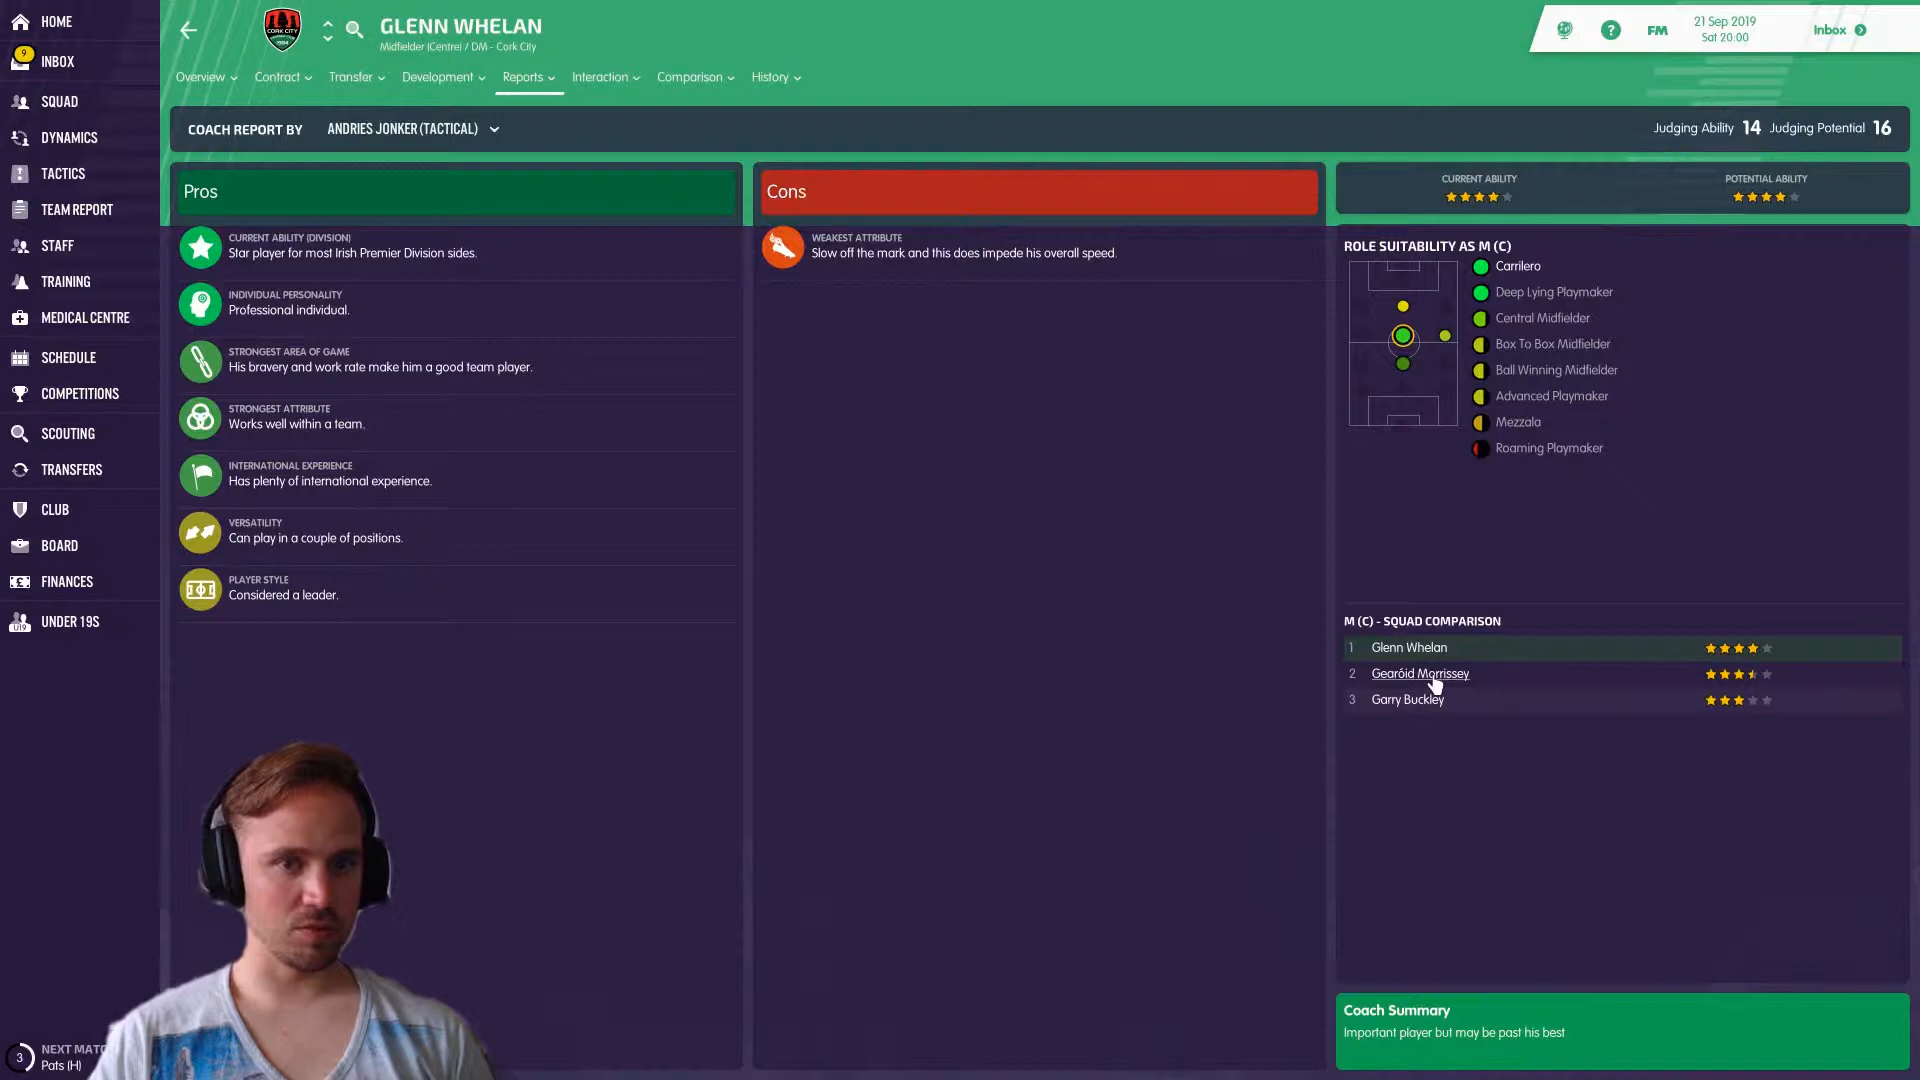 HOME
9
INBOX
SQUAD
DYNAMICS
TACTICS
TEAM REPORT
STAFF
TRAINING
MEDICAL CENTRE
SCHEDULE
COMPETITIONS
SCOUTING
TRANSFERS
CLUB
BOARD
FINANCES
U19
UNDER 19S
3
NEXT MATC
Pats (H)
CORK CITY
1984
GLENN WHELAN
Midfielder (Centre) / DM - Cork City
?
FM
21 Sep 2019
Sat 20:00
Inbox
Overview
Contract
Transfer
Development
Reports
Interaction
Comparison
History
COACH REPORT BY
ANDRIES JONKER (TACTICAL)
Judging Ability 14 Judging Potential 16
Pros
CURRENT ABILITY (DIVISION)
Star player for most Irish Premier Division sides.
INDIVIDUAL PERSONALITY
Professional individual.
STRONGEST AREA OF GAME
His bravery and work rate make him a good team player.
STRONGEST ATTRIBUTE
Works well within a team.
INTERNATIONAL EXPERIENCE
Has plenty of international experience.
VERSATILITY
Can play in a couple of positions.
PLAYER STYLE
Considered a leader.
Cons
WEAKEST ATTRIBUTE
Slow off the mark and this does impede his overall speed.
CURRENT ABILITY
POTENTIAL ABILITY
ROLE SUITABILITY AS M (C)
Carrilero
Deep Lying Playmaker
Central Midfielder
Box To Box Midfielder
Ball Winning Midfielder
Advanced Playmaker
Mezzala
Roaming Playmaker
M (C) - SQUAD COMPARISON
1 Glenn Whelan
2 Gearóid Morrissey
3 Garry Buckley
Coach Summary
Important player but may be past his best